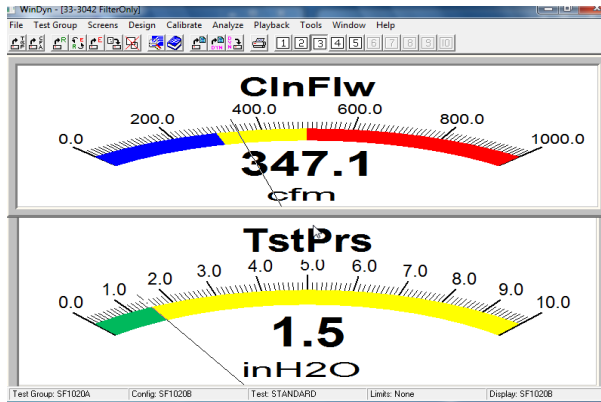 WinDyn - [33-3042 FilterOnly]
File Test Group Screens Design Calibrate Analyze Playback Tools Window Help
1 2 3 4 5 6 7 8 9 10
ClnFlw
0.0 200.0 400.0 600.0 800.0 1000.0
347.1
cfm
TstPrs
0.0 1.0 2.0 3.0 4.0 5.0 6.0 7.0 8.0 9.0 10.0
1.5
inH2O
Test Group: SF1020A Config: SF1020B Test: STANDARD Limits: None Display: SF1020B